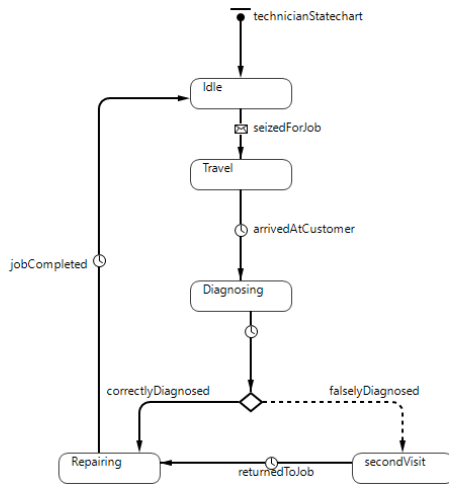 technicianStatechart
Idle
seizedForJob
Travel
arrivedAtCustomer
jobCompleted
Diagnosing
correctlyDiagnosed
falselyDiagnosed
Repairing
returnedToJob
secondVisit